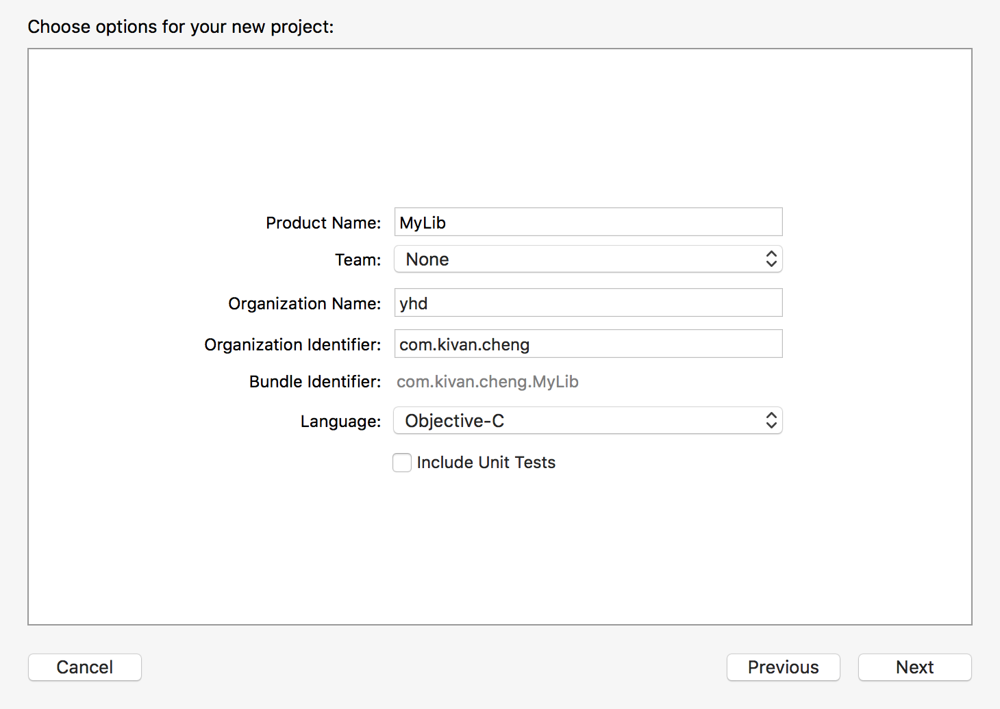 Choose options for your new project:
Product Name: MyLib
Team: None
Organization Name: yhd
Organization Identifier: com.kivan.cheng
Bundle Identifier: com.kivan.cheng.MyLib
Language: Objective-C
Include Unit Tests
Cancel Previous Next